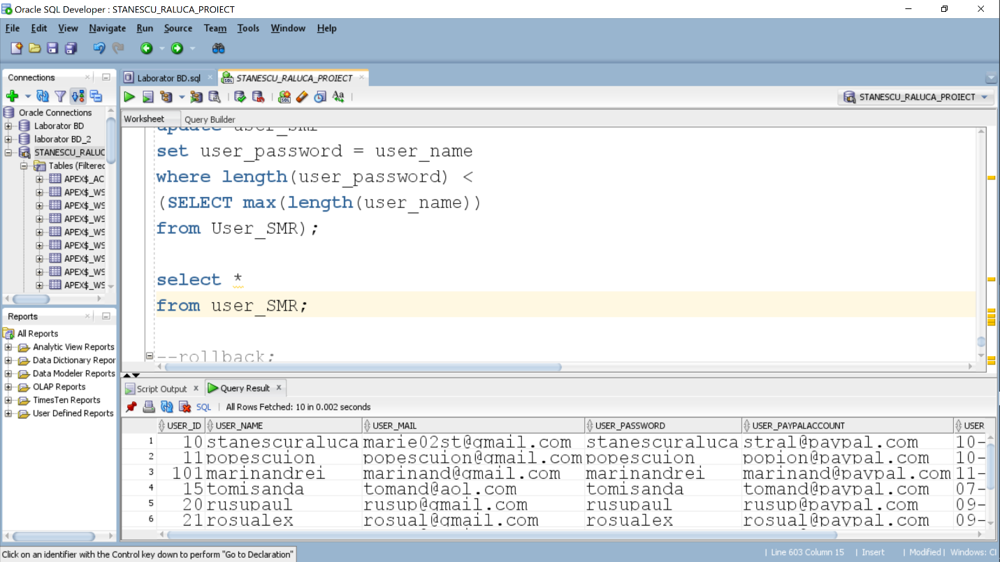 Oracle SQL Developer : STANESCU_RALUCA_PROIECT
File Edit View Navigate Run Source Team Tools Window Help
Connections
Oracle Connections
Laborator BD
laborator BD_2
STANESCU_RALUC
Tables (Filterec
APEX$_AC
APEX$_WS
APEX$_WS
APEX$_WS
APEX$_WS
APEX$_WS
APEX$_WS
APEX$_WS
APEX$_WS
Reports
All Reports
Analytic View Reports
Data Dictionary Repor
Data Modeler Reports
OLAP Reports
TimesTen Reports
User Defined Reports
Laborator BD.sql STANESCU_RALUCA_PROIECT
STANESCU_RALUCA_PROIECT
Worksheet Query Builder
update user_SMR
set user_password = user_name
where length(user_password) <
(SELECT max(length(user_name))
from User_SMR);
select *
from user_SMR;
--rollback;
Script Output Query Result
SQL | All Rows Fetched: 10 in 0.002 seconds
USER_ID USER_NAME USER_MAIL USER_PASSWORD USER_PAYPALACCOUNT USER
1 10 stanescuraluca marie02st@gmail.com stanescuraluca stral@paypal.com 10-
2 11 popescuion popescuion@gmail.com popescuion popion@paypal.com 10-
3 101 marinandrei marinand@gmail.com marinandrei marinand@paypal.com 11-
4 15 tomisanda tomand@aol.com tomisanda tomand@paypal.com 07-
5 20 rusupaul rusup@gmail.com rusupaul rusup@paypal.com 09-
6 21 rosualex rosual@gmail.com rosualex rosual@paypal.com 09-
Click on an identifier with the Control key down to perform "Go to Declaration"
| Line 603 Column 15 | Insert | Modified | Windows: Cl